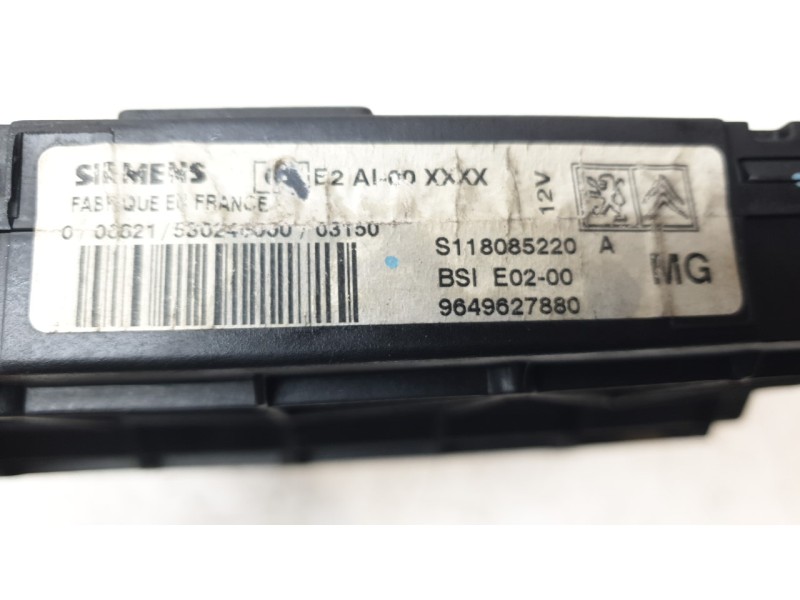 SIEMENS E2 AI-00 XXXX
FABRIQUE EN FRANCE
03150
12V
S118085220 A
BSI E02-00
9649627880
MG